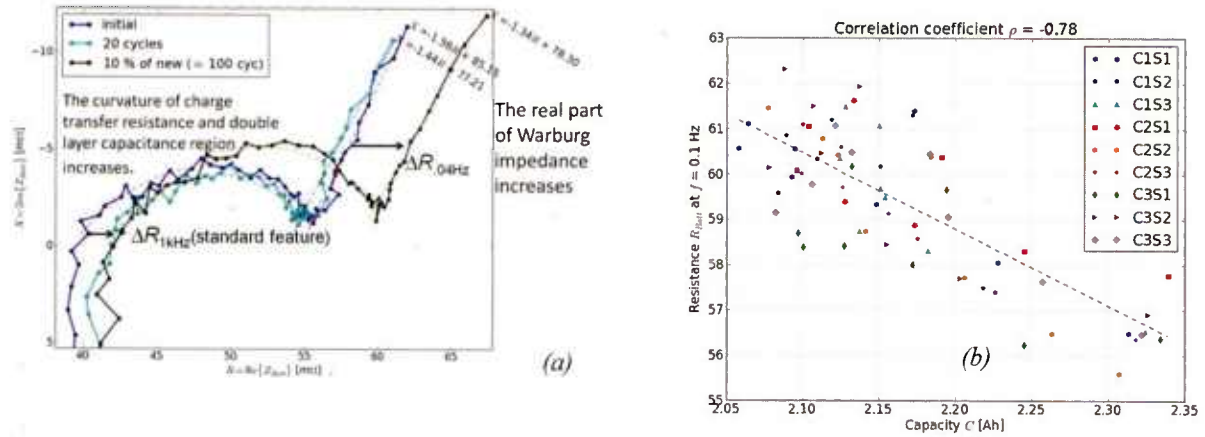 initial
20 cycles
10 % of new (= 100 cyc)
The curvature of charge
transfer resistance and double
layer capacitance region
increases.
ΔR1kHz(standard feature)
ΔR.04Hz
The real part
of Warburg
impedance
increases
-10
-5
0
5
40
45
50
55
60
65
(a)
Correlation coefficient ρ = -0.78
63
62
61
60
59
58
57
56
55
Resistance RBatt at f = 0.1 Hz
C1S1
C1S2
C1S3
C2S1
C2S2
C2S3
C3S1
C3S2
C3S3
(b)
2.05
2.10
2.15
2.20
2.25
2.30
2.35
Capacity C [Ah]